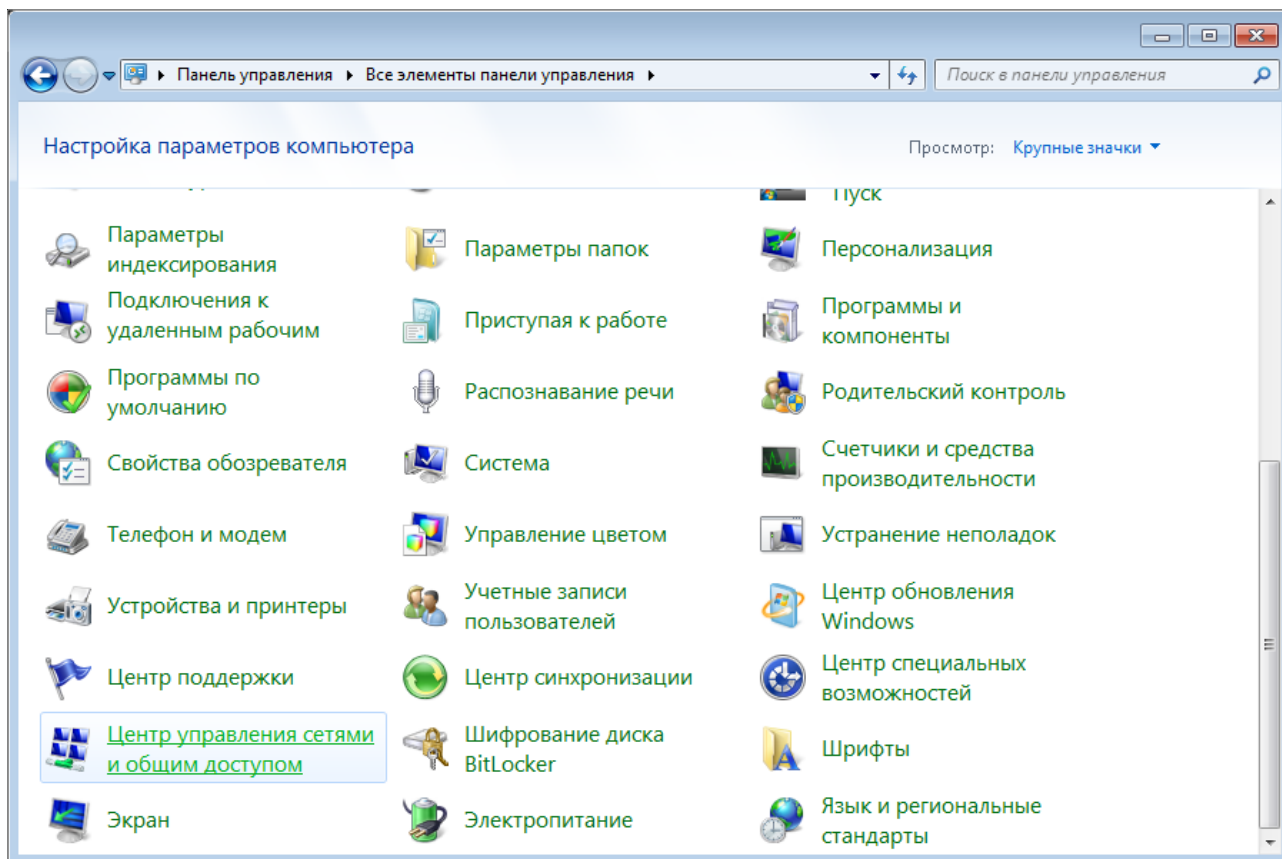 Панель управления ▸ Все элементы панели управления ▸
Поиск в панели управления
Настройка параметров компьютера
Просмотр: Крупные значки
Пуск
Параметры
индексирования
Параметры папок
Персонализация
Подключения к
удаленным рабочим
Приступая к работе
Программы и
компоненты
Программы по
умолчанию
Распознавание речи
Родительский контроль
Свойства обозревателя
Система
Счетчики и средства
производительности
Телефон и модем
Управление цветом
Устранение неполадок
Устройства и принтеры
Учетные записи
пользователей
Центр обновления
Windows
Центр поддержки
Центр синхронизации
Центр специальных
возможностей
Центр управления сетями
и общим доступом
Шифрование диска
BitLocker
Шрифты
Экран
Электропитание
Язык и региональные
стандарты